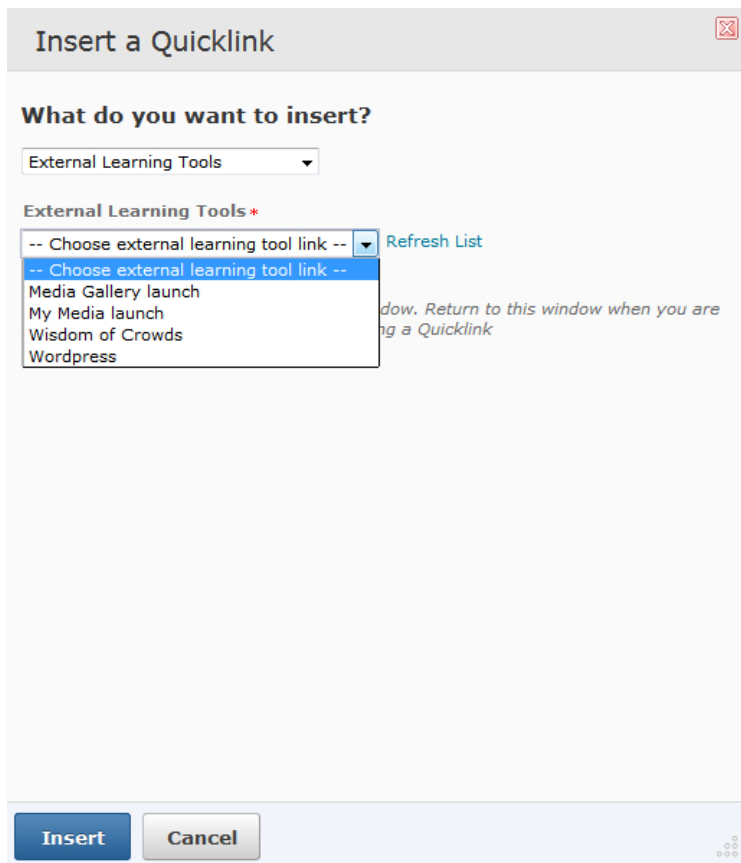 Insert a Quicklink
What do you want to insert?
External Learning Tools
External Learning Tools *
-- Choose external learning tool link -- Refresh List
-- Choose external learning tool link --
Media Gallery launch
My Media launch
dow. Return to this window when you are
Wisdom of Crowds
ng a Quicklink
Wordpress
Insert Cancel